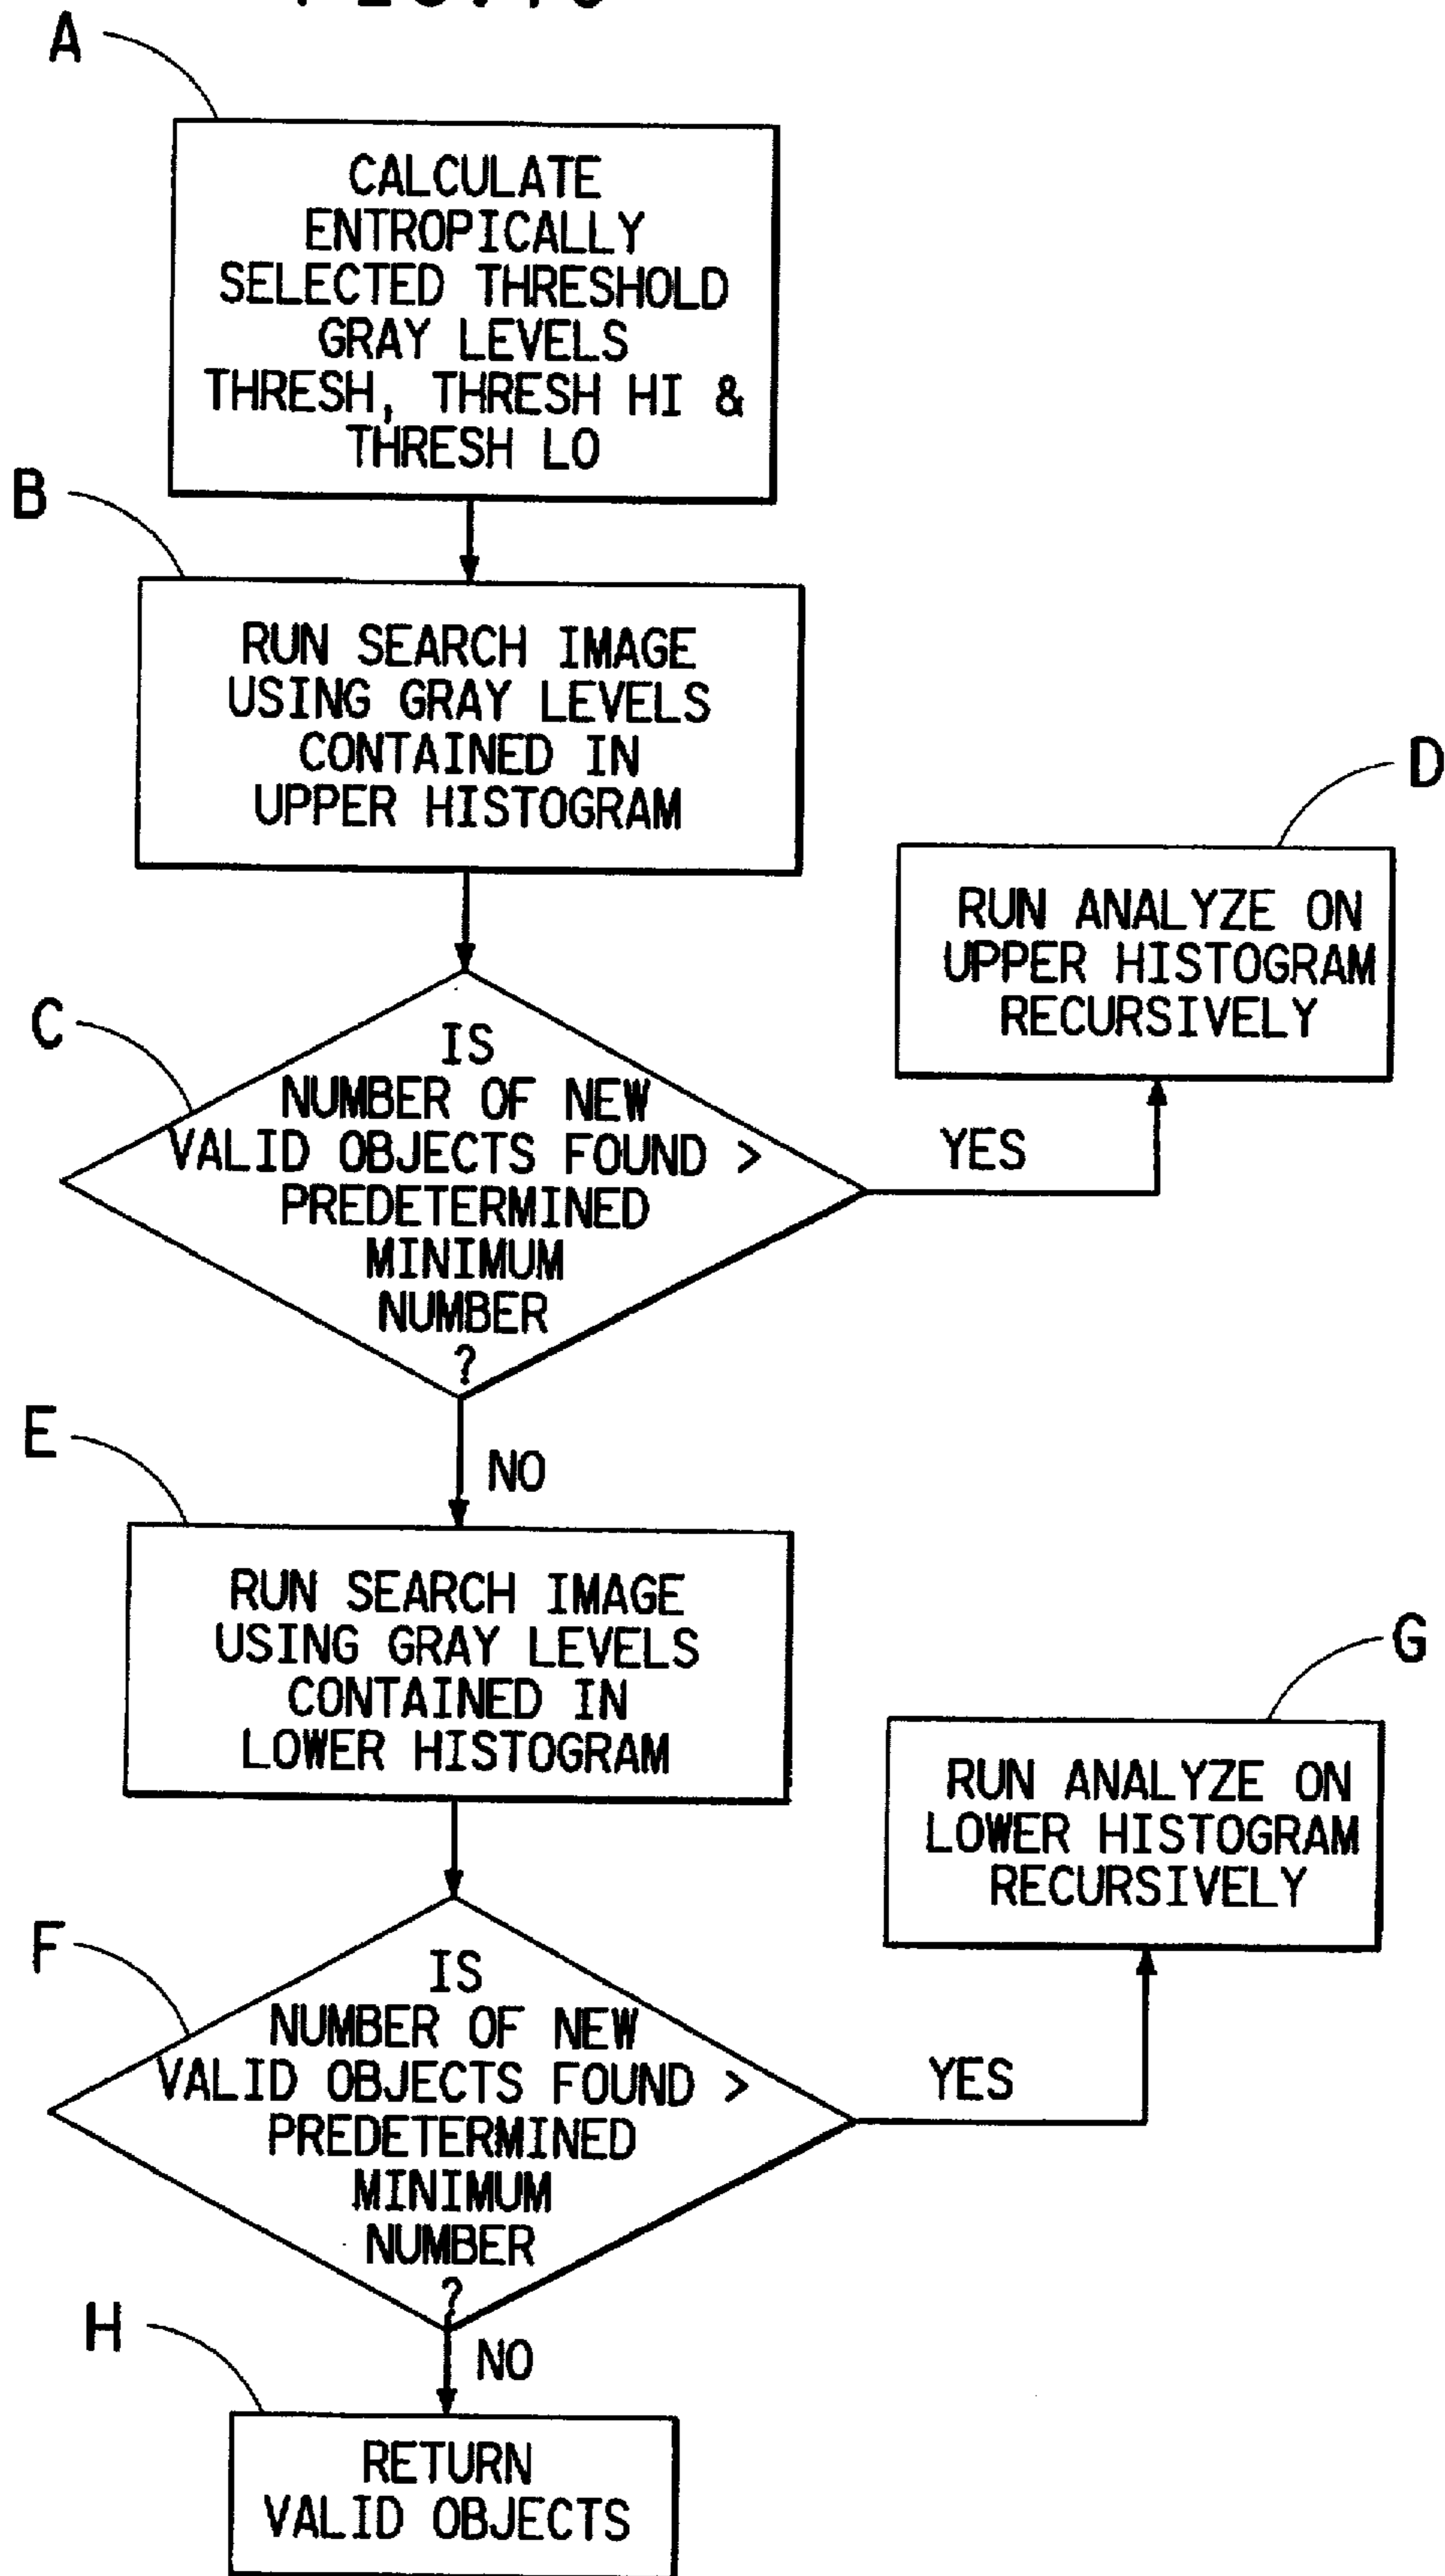 A
CALCULATE
ENTROPICALLY
SELECTED THRESHOLD
GRAY LEVELS
THRESH, THRESH HI &
THRESH LO
B
RUN SEARCH IMAGE
USING GRAY LEVELS
CONTAINED IN
UPPER HISTOGRAM
D
RUN ANALYZE ON
UPPER HISTOGRAM
RECURSIVELY
C
IS
NUMBER OF NEW
VALID OBJECTS FOUND >
PREDETERMINED
MINIMUM
NUMBER
?
YES
NO
E
RUN SEARCH IMAGE
USING GRAY LEVELS
CONTAINED IN
LOWER HISTOGRAM
G
RUN ANALYZE ON
LOWER HISTOGRAM
RECURSIVELY
F
IS
NUMBER OF NEW
VALID OBJECTS FOUND >
PREDETERMINED
MINIMUM
NUMBER
?
YES
NO
H
RETURN
VALID OBJECTS